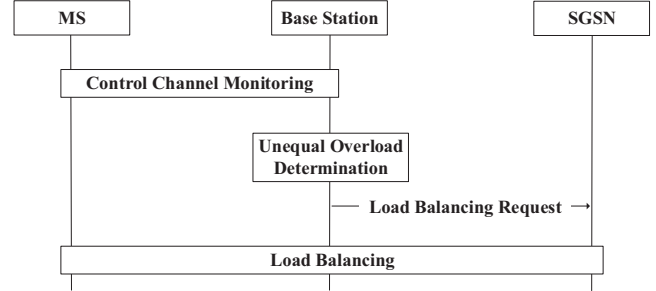 MS
Base Station
SGSN
Control Channel Monitoring
Unequal Overload
Determination
Load Balancing Request
Load Balancing